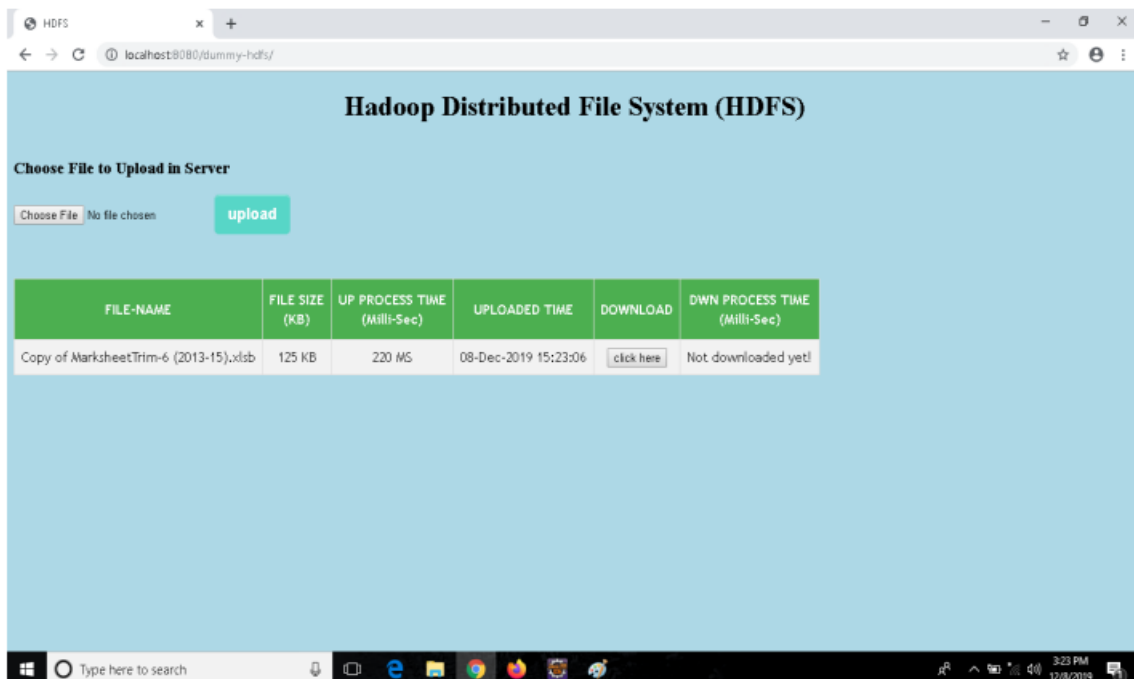 HDFS
localhost:8080/dummy-hdfs/
Hadoop Distributed File System (HDFS)
Choose File to Upload in Server
Choose File No file chosen upload
FILE-NAME FILE SIZE (KB) UP PROCESS TIME (Milli-Sec) UPLOADED TIME DOWNLOAD DWN PROCESS TIME (Milli-Sec)
Copy of MarksheetTrim-6 (2013-15).xlsb 125 KB 220 MS 08-Dec-2019 15:23:06 click here Not downloaded yet!
Type here to search
3:23 PM
12/8/2019